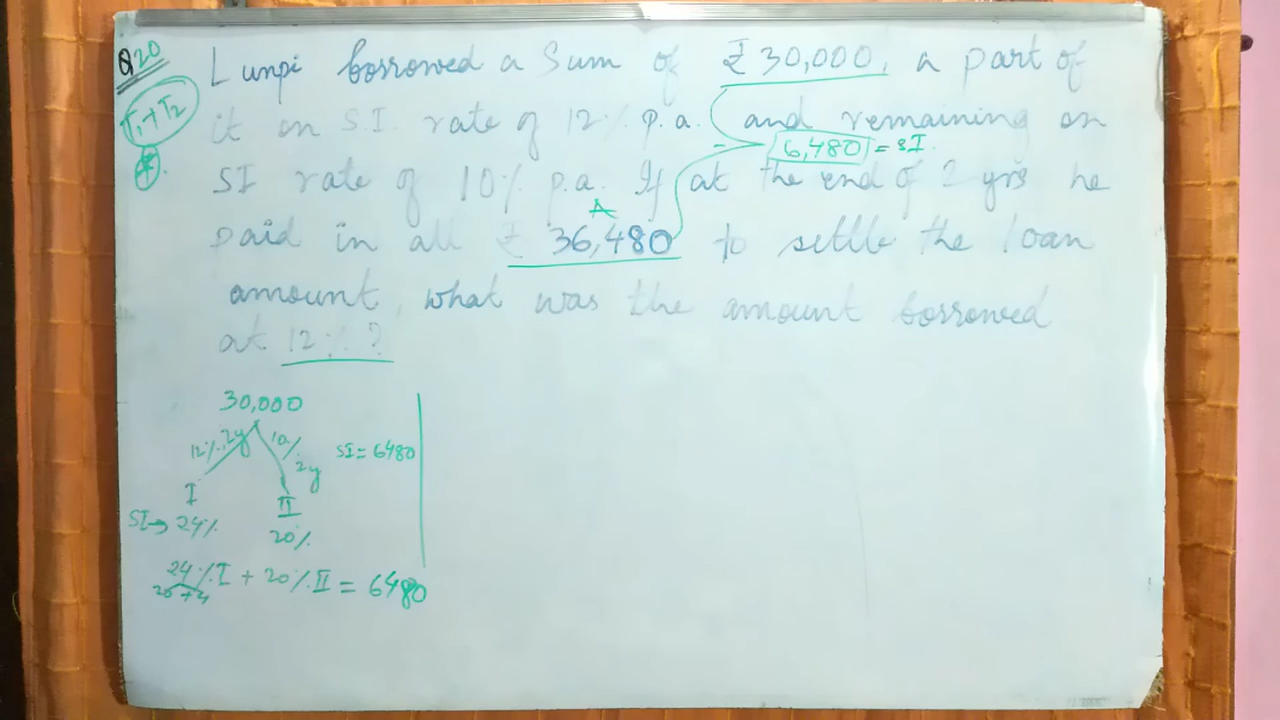 Q20 Lunpi borrowed a Sum of ₹ 30,000, a part of
T1+T2 it on S.I. rate of 12% p.a. and remaining on
6,480 = SI
SI rate of 10% p.a. If at the end of 2 yrs he
A
paid in all ₹ 36,480 to settle the loan
amount, what was the amount borrowed
at 12% ?
30,000
12%, 2y 10% 2y SI = 6480
I II
SI → 24% 20%
24% I + 20% II = 6480
20+4